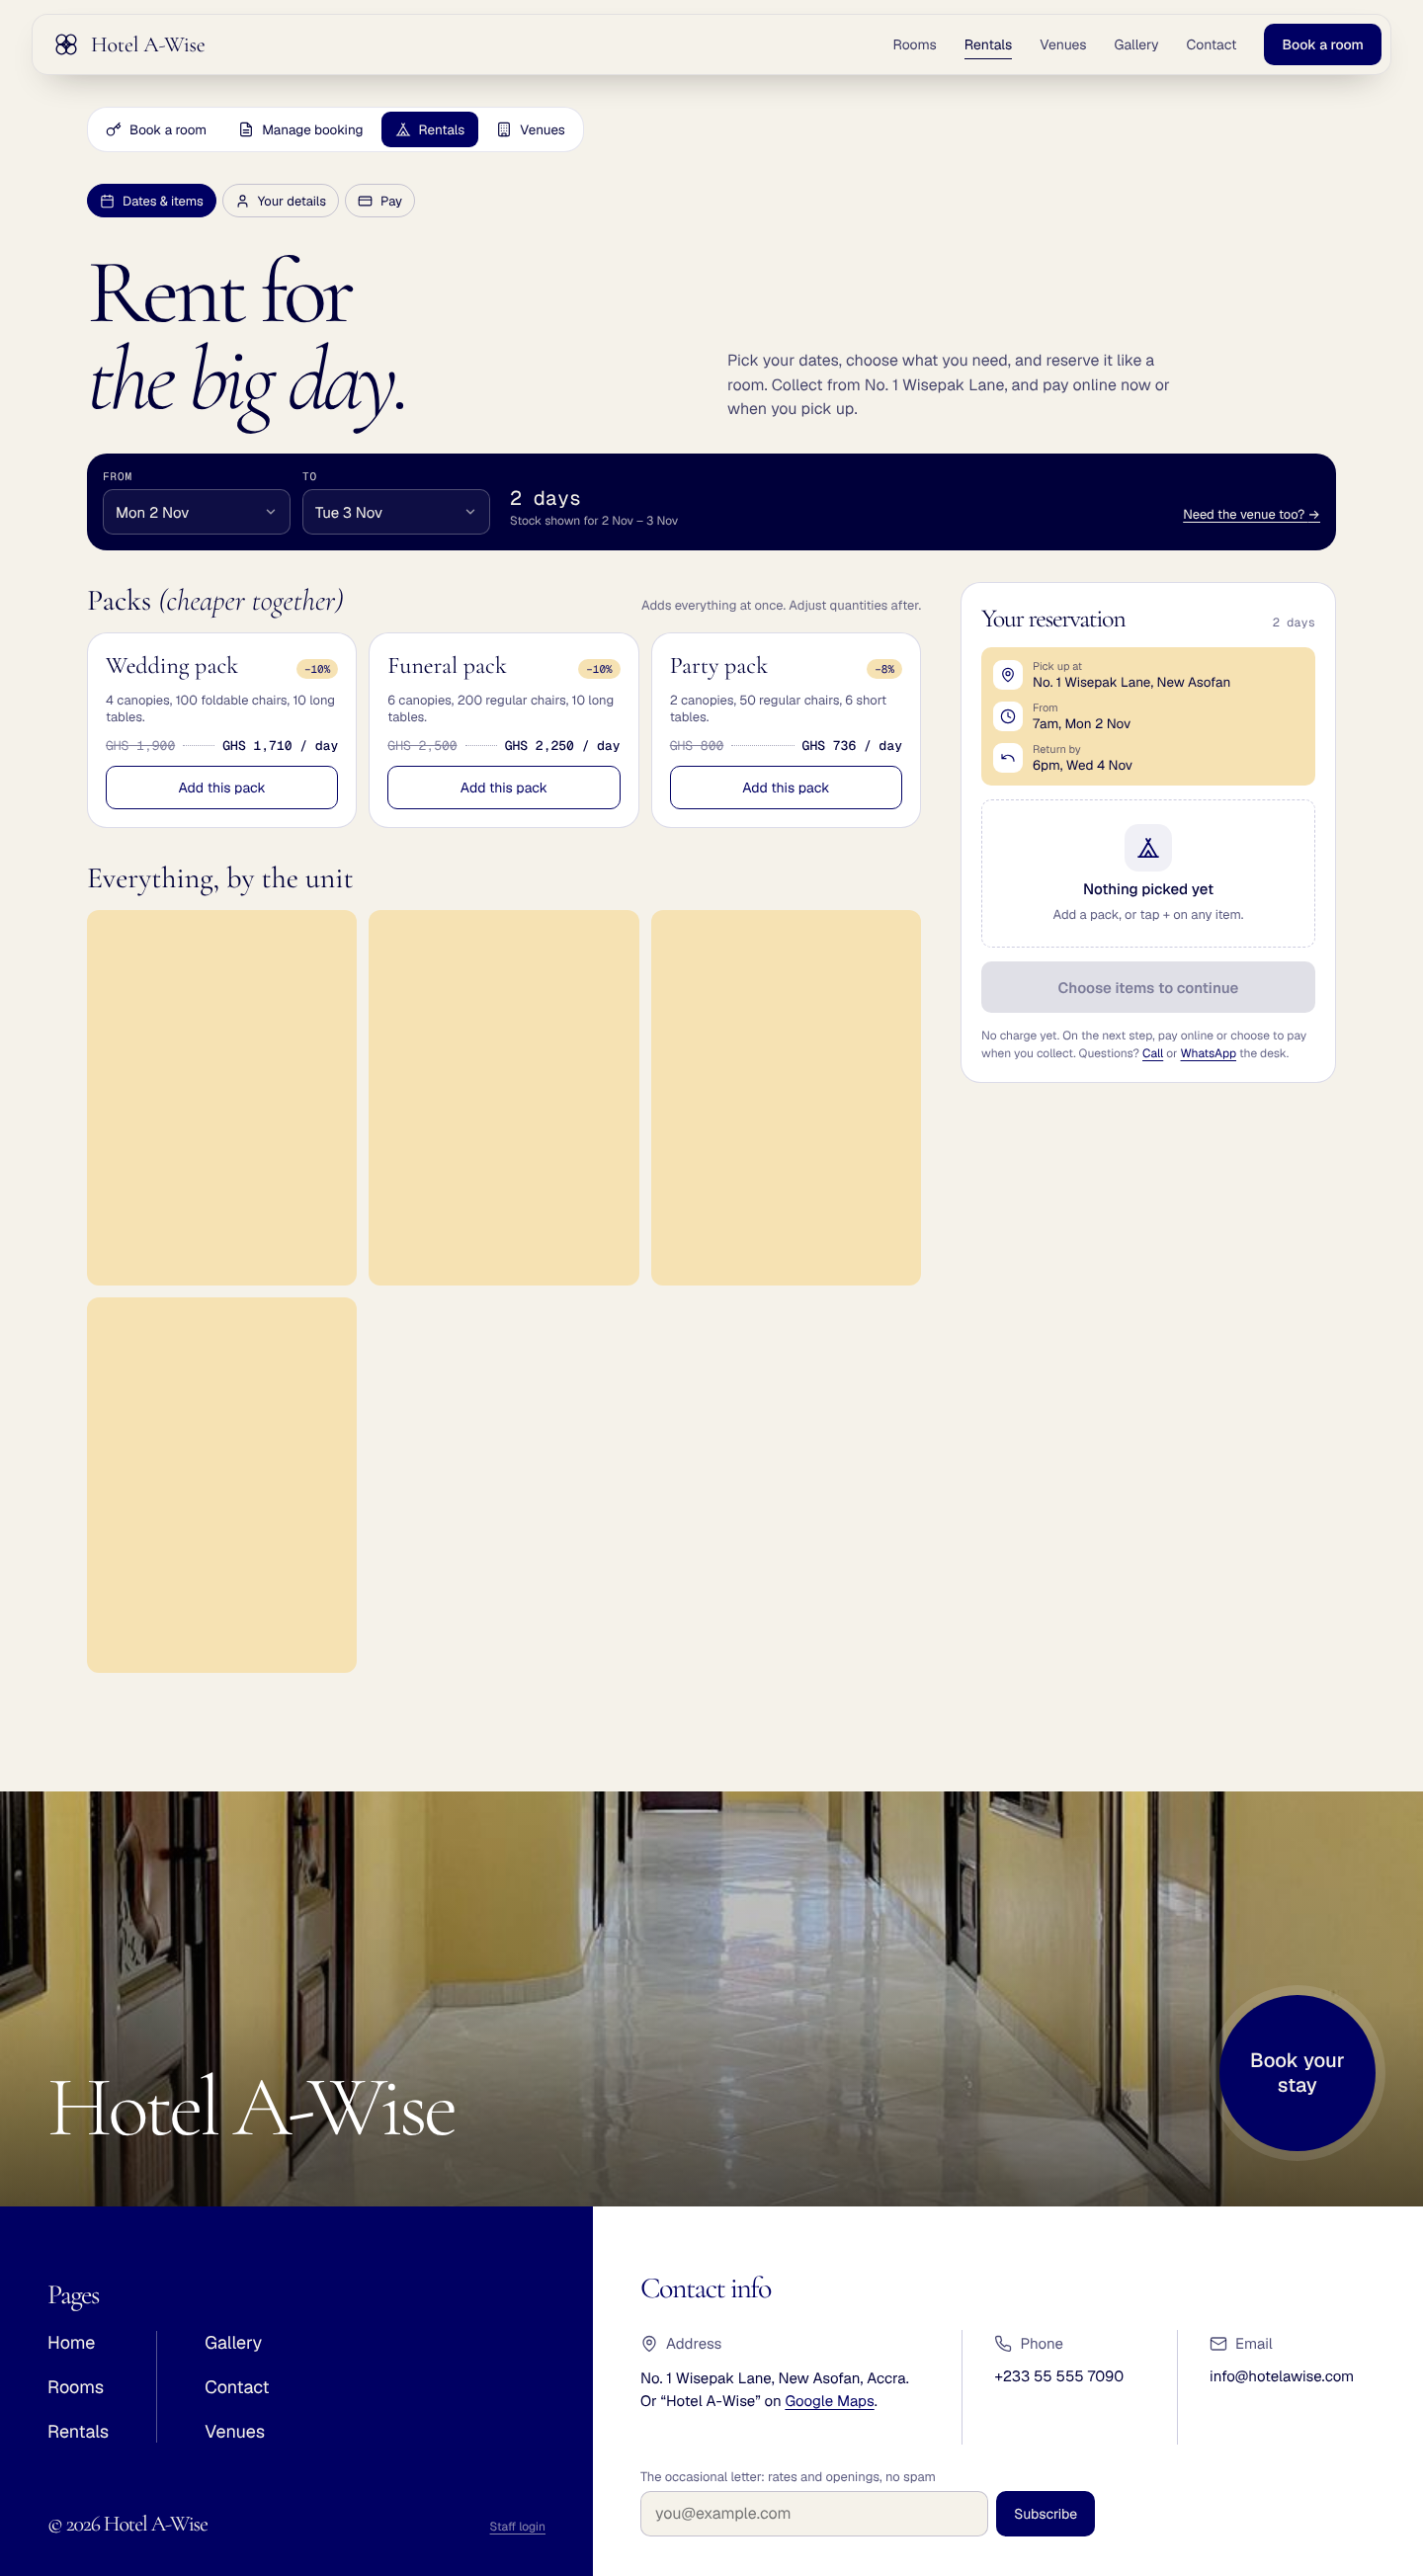 Hotel A-Wise
Rooms
Rentals
Venues
Gallery
Contact
Book a room
Book a room
Manage booking
Rentals
Venues
Dates & items
Your details
Pay
Rent for
the big day.
Pick your dates, choose what you need, and reserve it like a
room. Collect from No. 1 Wisepak Lane, and pay online now or
when you pick up.
FROM
Mon 2 Nov
TO
Tue 3 Nov
2 days
Stock shown for 2 Nov – 3 Nov
Need the venue too? →
Packs (cheaper together)
Adds everything at once. Adjust quantities after.
Wedding pack
−10%
4 canopies, 100 foldable chairs, 10 long
tables.
GHS 1,900
GHS 1,710 / day
Add this pack
Funeral pack
−10%
6 canopies, 200 regular chairs, 10 long
tables.
GHS 2,500
GHS 2,250 / day
Add this pack
Party pack
−8%
2 canopies, 50 regular chairs, 6 short
tables.
GHS 800
GHS 736 / day
Add this pack
Everything, by the unit
Your reservation
2 days
Pick up at
No. 1 Wisepak Lane, New Asofan
From
7am, Mon 2 Nov
Return by
6pm, Wed 4 Nov
Nothing picked yet
Add a pack, or tap + on any item.
Choose items to continue
No charge yet. On the next step, pay online or choose to pay
when you collect. Questions? Call or WhatsApp the desk.
Hotel A-Wise
Book your
stay
Pages
Home
Rooms
Rentals
Gallery
Contact
Venues
© 2026 Hotel A-Wise
Staff login
Contact info
Address
No. 1 Wisepak Lane, New Asofan, Accra.
Or “Hotel A-Wise” on Google Maps.
Phone
+233 55 555 7090
Email
info@hotelawise.com
The occasional letter: rates and openings, no spam
you@example.com
Subscribe